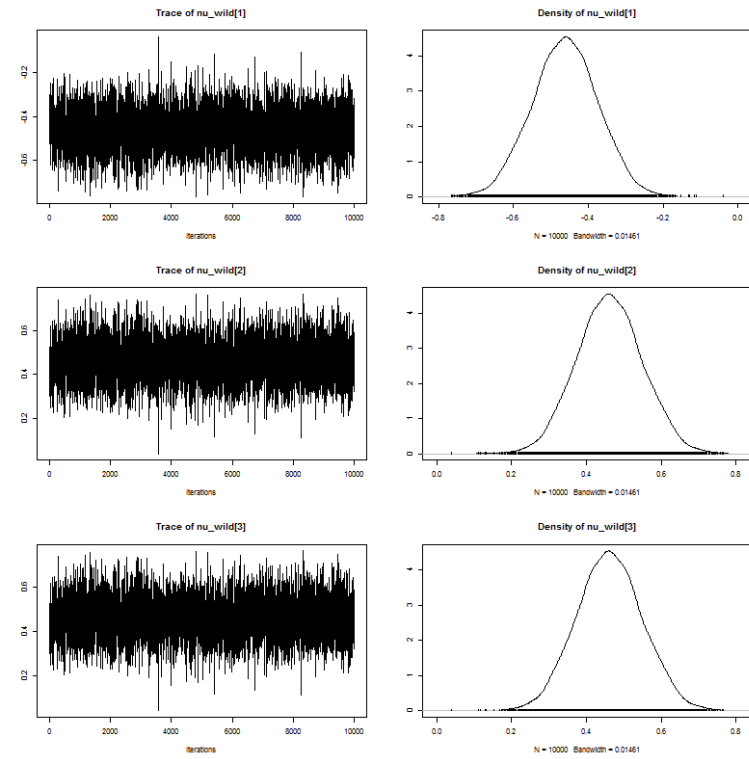 Trace of nu_wild[1]
-0.2
-0.4
-0.6
0 2000 4000 6000 8000 10000
Iterations
Density of nu_wild[1]
4
3
2
1
0
-0.8 -0.6 -0.4 -0.2 0.0
N = 10000 Bandwidth = 0.01461
Trace of nu_wild[2]
0.6
0.4
0.2
0 2000 4000 6000 8000 10000
Iterations
Density of nu_wild[2]
4
3
2
1
0
0.0 0.2 0.4 0.6 0.8
N = 10000 Bandwidth = 0.01461
Trace of nu_wild[3]
0.6
0.4
0.2
0 2000 4000 6000 8000 10000
Iterations
Density of nu_wild[3]
4
3
2
1
0
0.0 0.2 0.4 0.6 0.8
N = 10000 Bandwidth = 0.01461